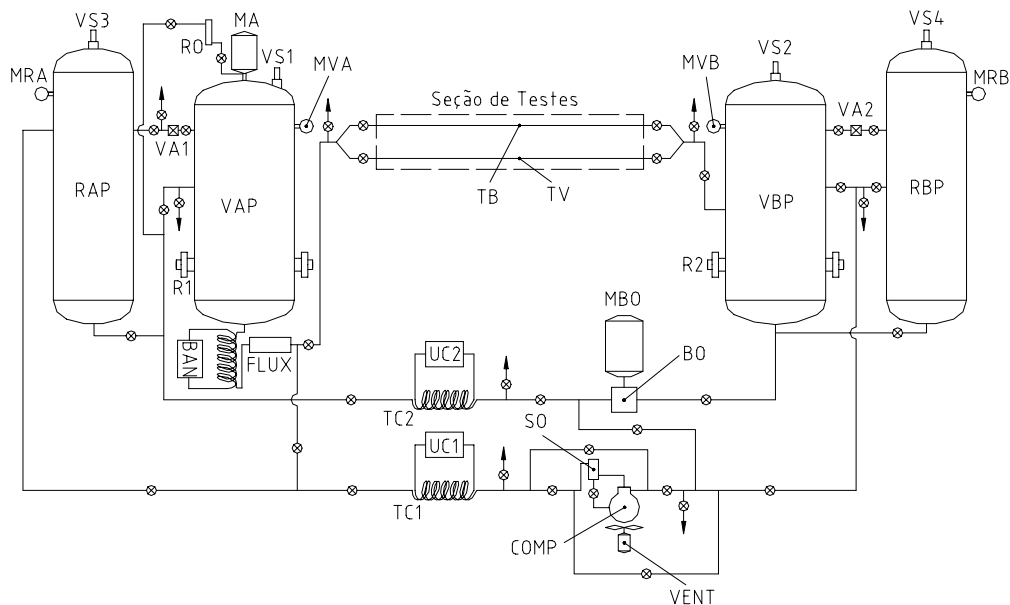 VS3
MA
VS4
RO
VS1
VS2
MRA
MVA
MVB
MRB
Seção de Testes
VA2
VA1
RAP
VAP
TB
TV
VBP
RBP
R1
R2
MBO
BAN
FLUX
UC2
BO
TC2
SO
UC1
TC1
COMP
VENT